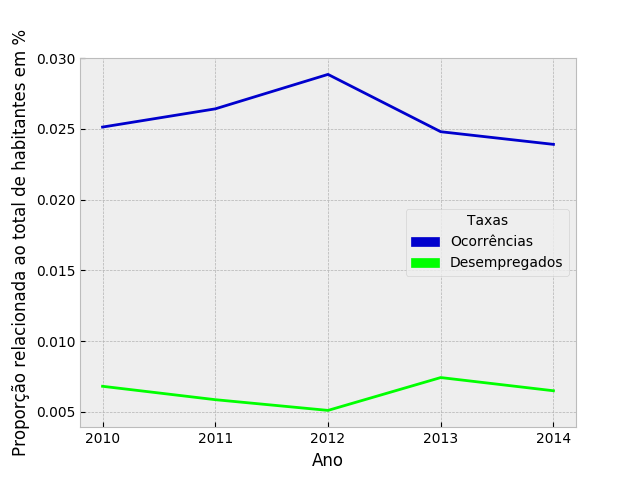 Proporção relacionada ao total de habitantes em %
0.030
0.025
0.020
0.015
0.010
0.005
Taxas
Ocorrências
Desempregados
2010 2011 2012 2013 2014
Ano